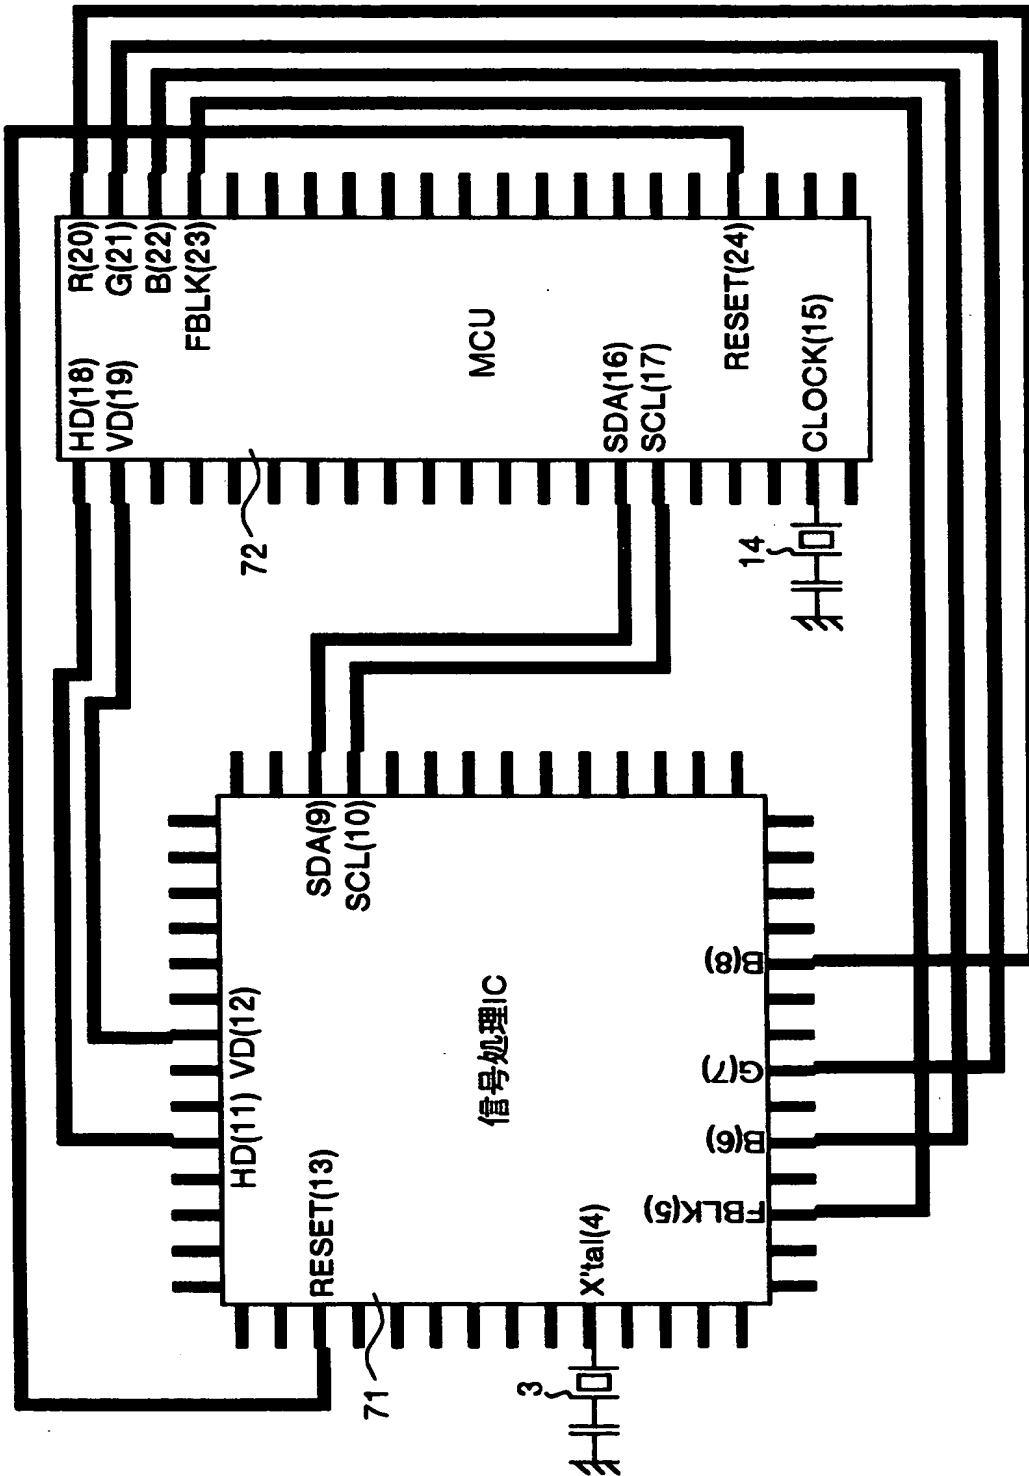 HD(11) VD(12)
RESET(13)
SDA(9)
SCL(10)
71
信号処理IC
3
X'tal(4)
FBLK(5)
B(6)
G(7)
B(8)
HD(18)
VD(19)
R(20)
G(21)
B(22)
FBLK(23)
72
MCU
SDA(16)
SCL(17)
RESET(24)
14
CLOCK(15)